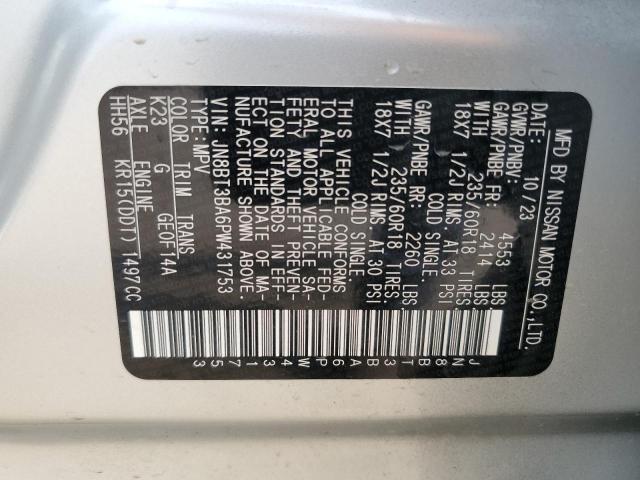 MFD BY NISSAN MOTOR CO.,LTD.
DATE: 10/23
GVWR/PNBV: 4553 LBS.
GAWR/PNBE FR: 2414 LBS.
235/60R18 TIRES.
18X7 1/2J RIMS. AT 33 PSI
COLD SINGLE.
GAWR/PNBE RR: 2260 LBS.
235/60R18 TIRES.
18X7 1/2J RIMS. AT 30 PSI
COLD SINGLE.
THIS VEHICLE CONFORMS
TO ALL APPLICABLE FED-
ERAL MOTOR VEHICLE SA-
FETY AND THEFT PREVEN-
TION STANDARDS IN EFF-
ECT ON THE DATE OF MA-
NUFACTURE SHOWN ABOVE.
VIN: JN8BT3BA6PW431753
TYPE: MPV
COLOR TRIM TRANS
K23 G GE0F14A
AXLE ENGINE
HH56 KR15(DDT) 1497CC
JN8BT3BA6PW431753